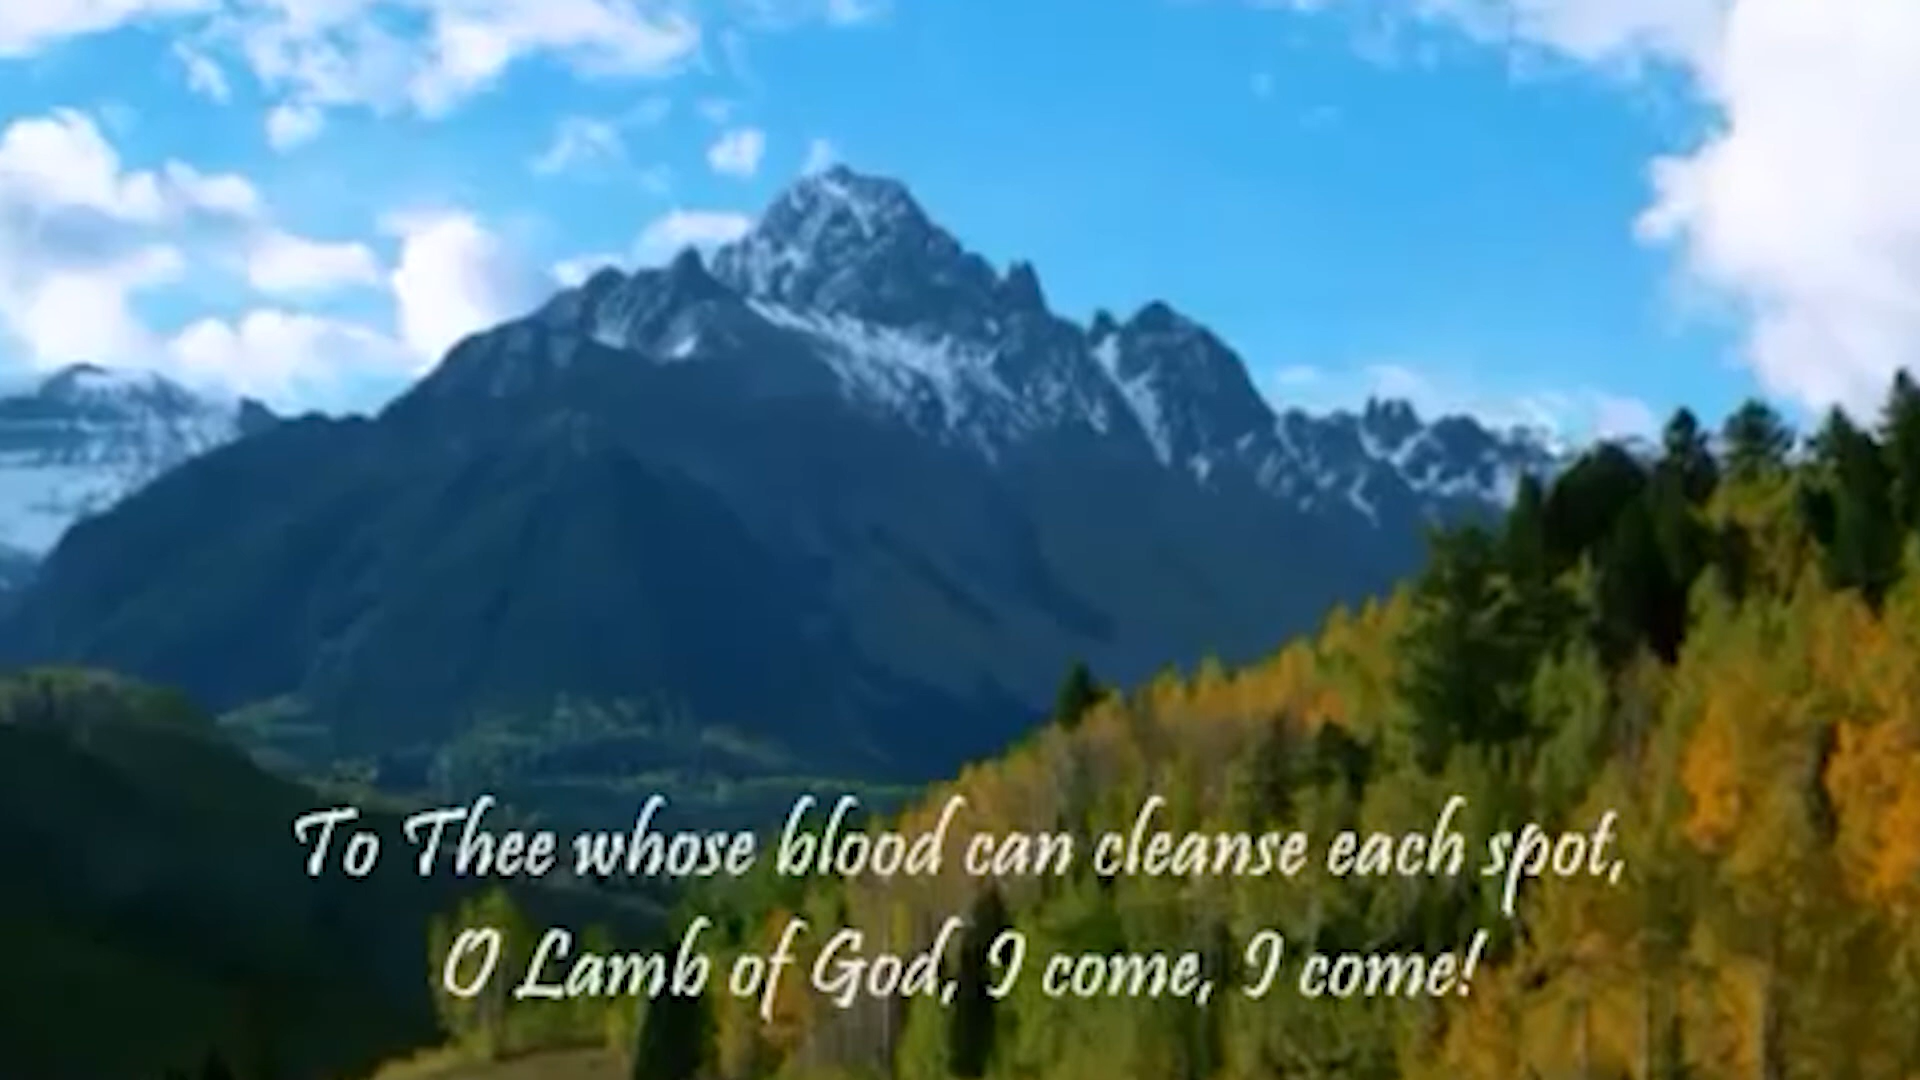 To Thee whose blood can cleanse each spot,
O Lamb of God, I come, I come!